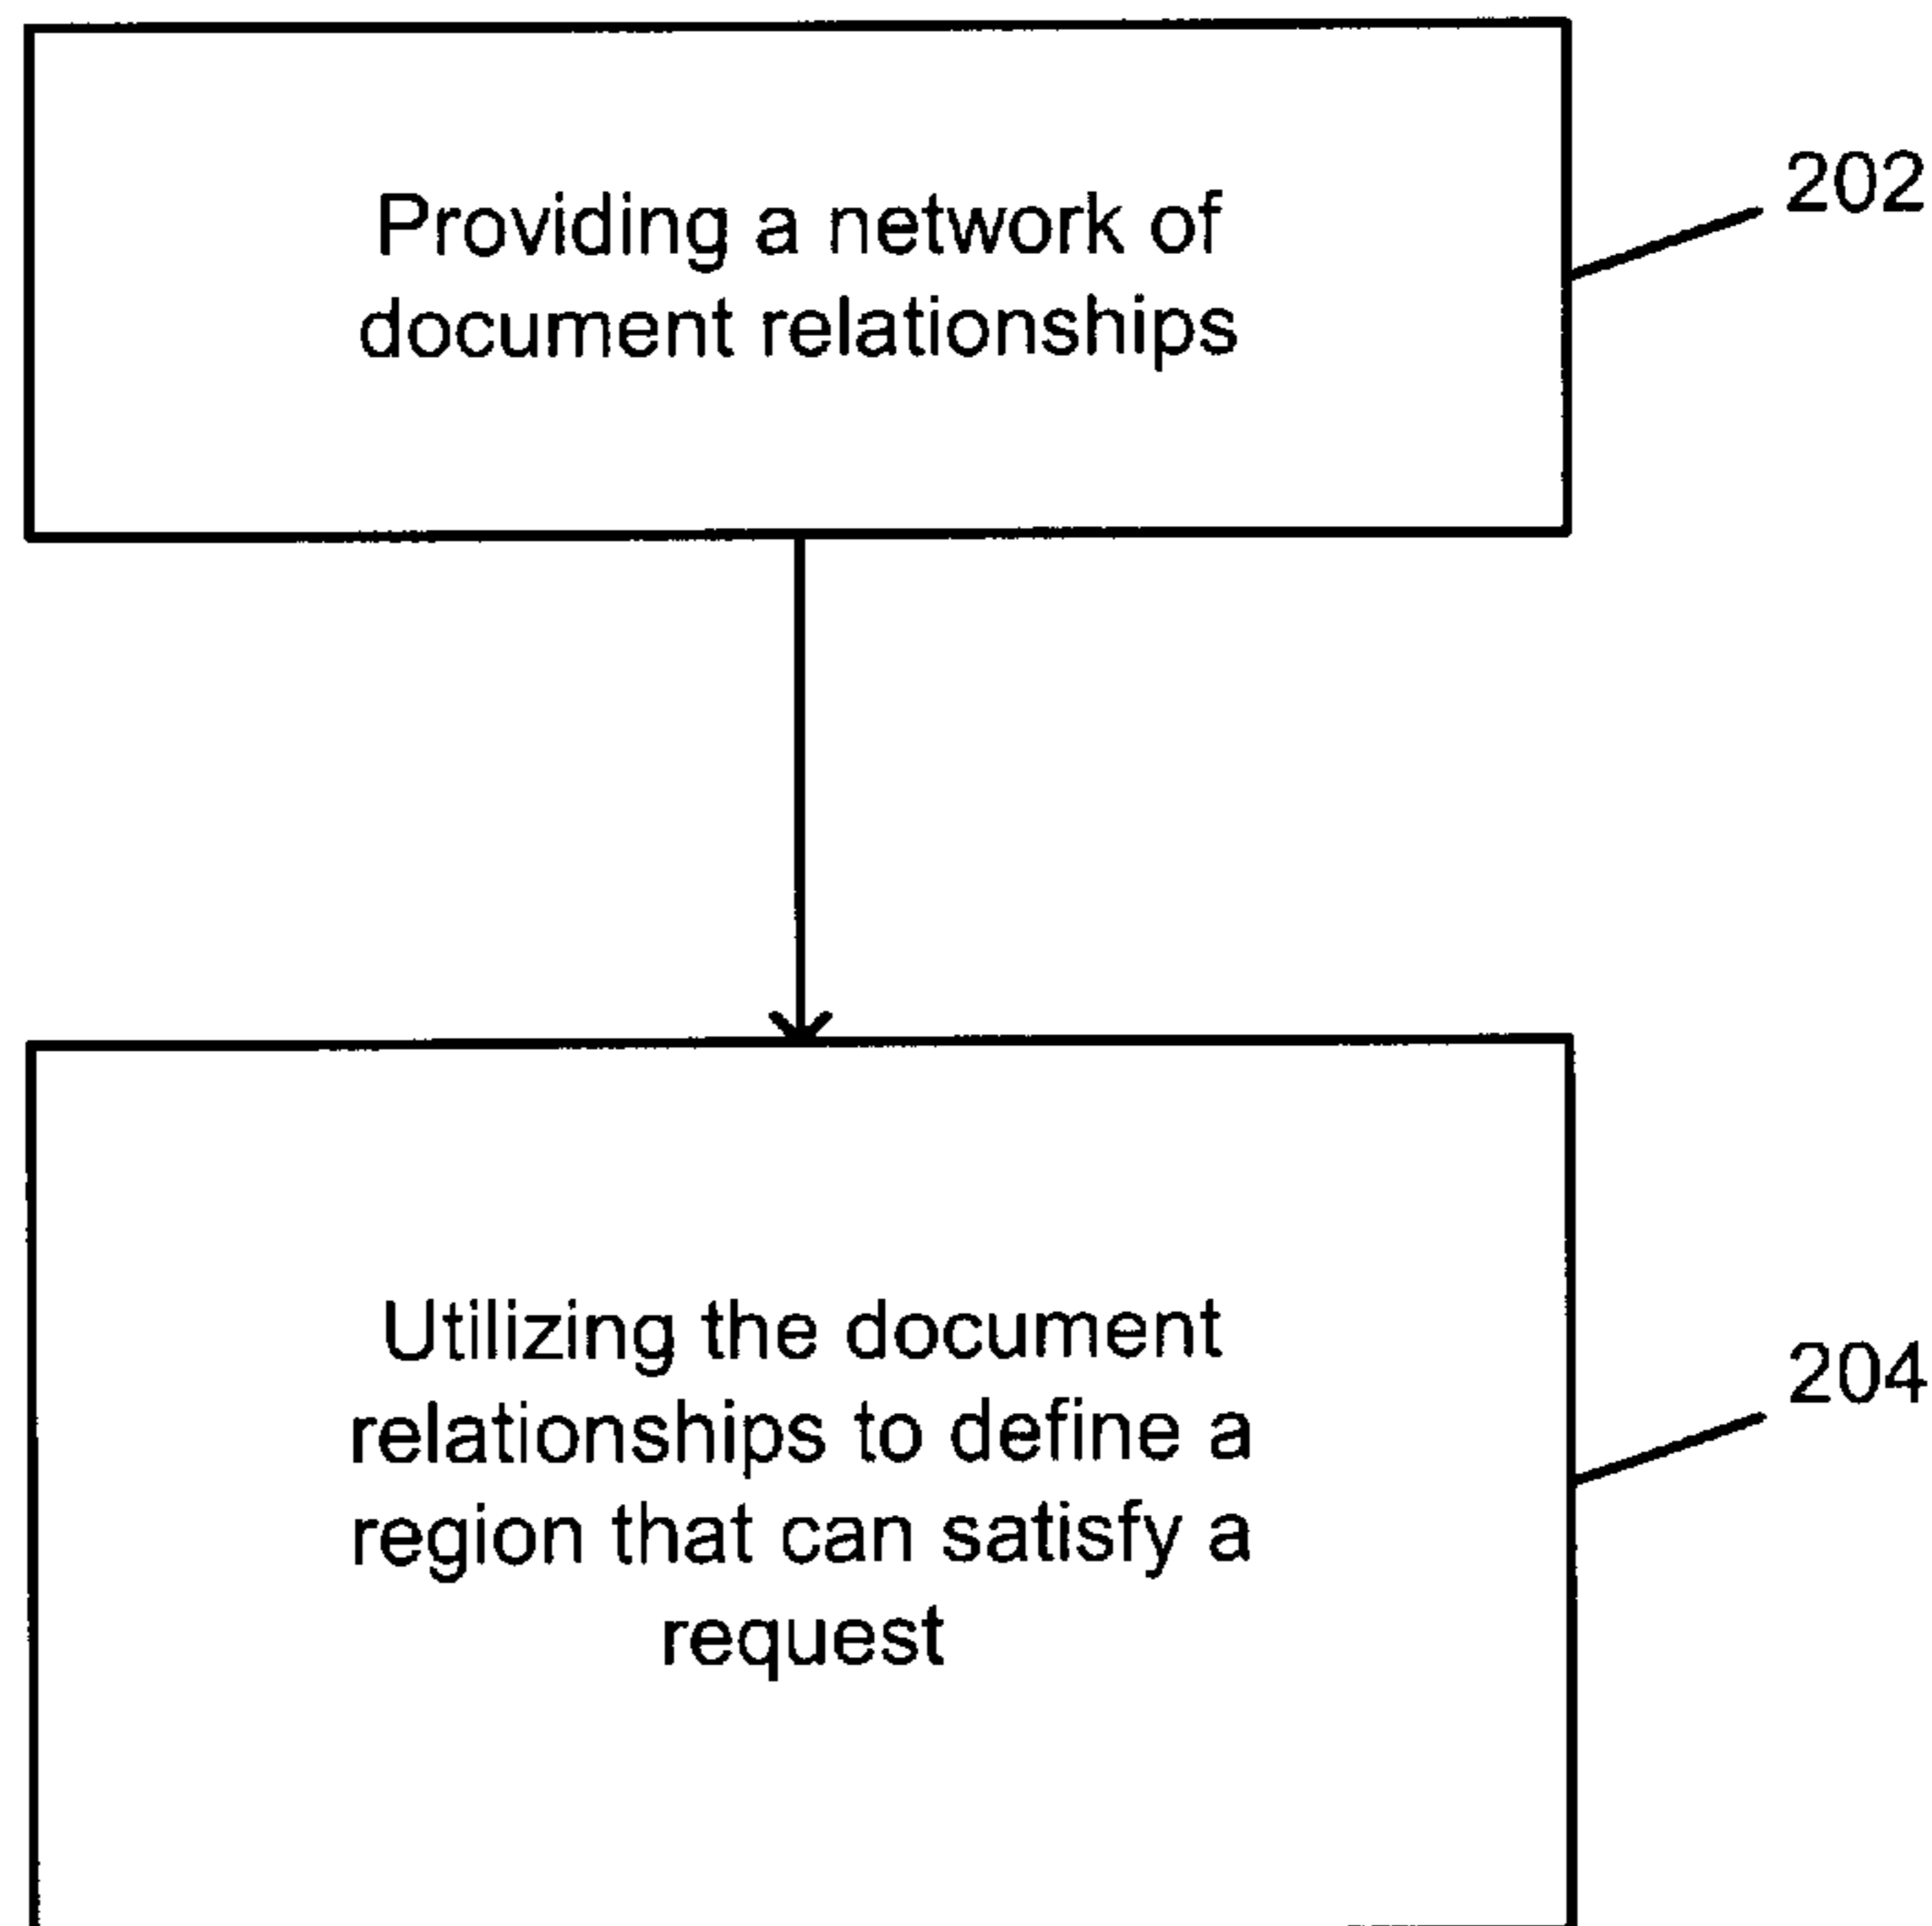 Providing a network of
document relationships
202
Utilizing the document
relationships to define a
region that can satisfy a
request
204